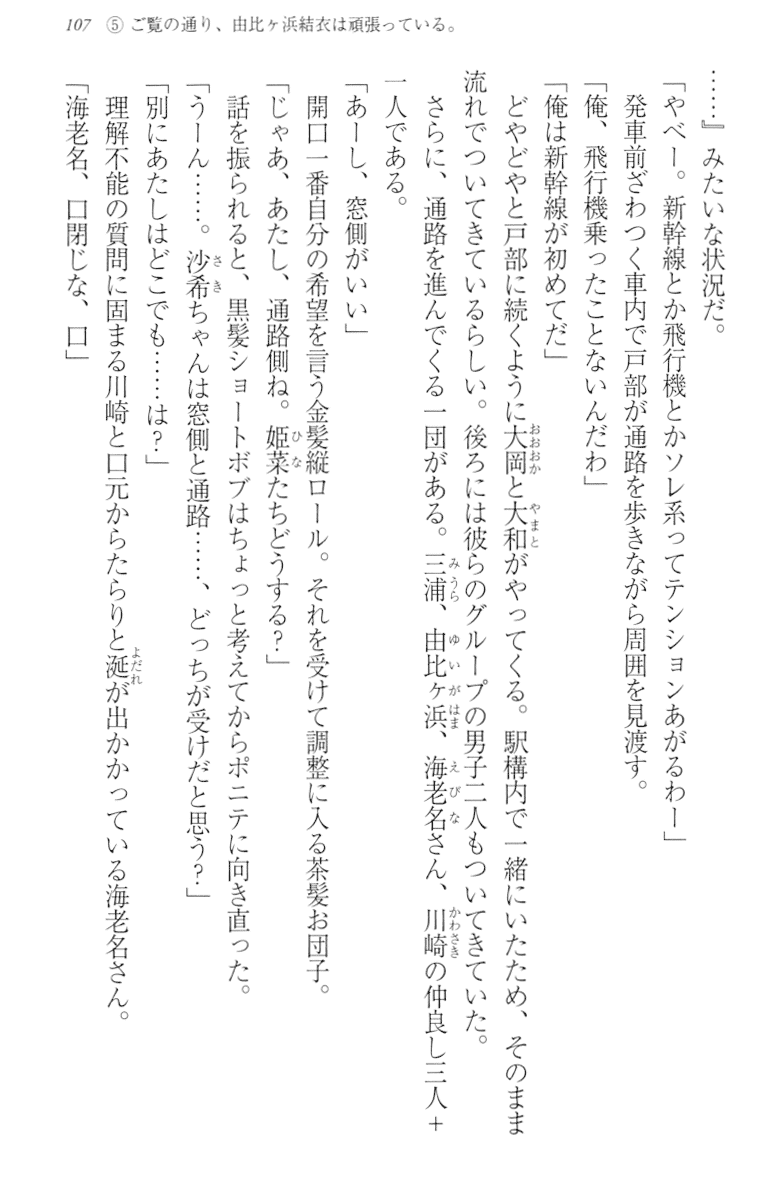 107　⑤ ご覧の通り、由比ヶ浜結衣は頑張っている。
……』みたいな状況だ。
「やべー。新幹線とか飛行機とかソレ系ってテンションあがるわー」
発車前ざわつく車内で戸部が通路を歩きながら周囲を見渡す。
「俺、飛行機乗ったことないんだわ」
「俺は新幹線が初めてだ」
どやどやと戸部に続くように大岡と大和がやってくる。駅構内で一緒にいたため、そのまま
流れでついてきているらしい。後ろには彼らのグループの男子二人もついてきていた。
さらに、通路を進んでくる一団がある。三浦、由比ヶ浜、海老名さん、川崎の仲良し三人+
一人である。
「あーし、窓側がいい」
開口一番自分の希望を言う金髪縦ロール。それを受けて調整に入る茶髪お団子。
「じゃあ、あたし、通路側ね。姫菜たちどうする?」
話を振られると、黒髪ショートボブはちょっと考えてからポニテに向き直った。
「うーん……。沙希ちゃんは窓側と通路……、どっちが受けだと思う?」
「別にあたしはどこでも……は?」
理解不能の質問に固まる川崎と口元からたらりと涎が出かかっている海老名さん。
「海老名、口閉じな、口」